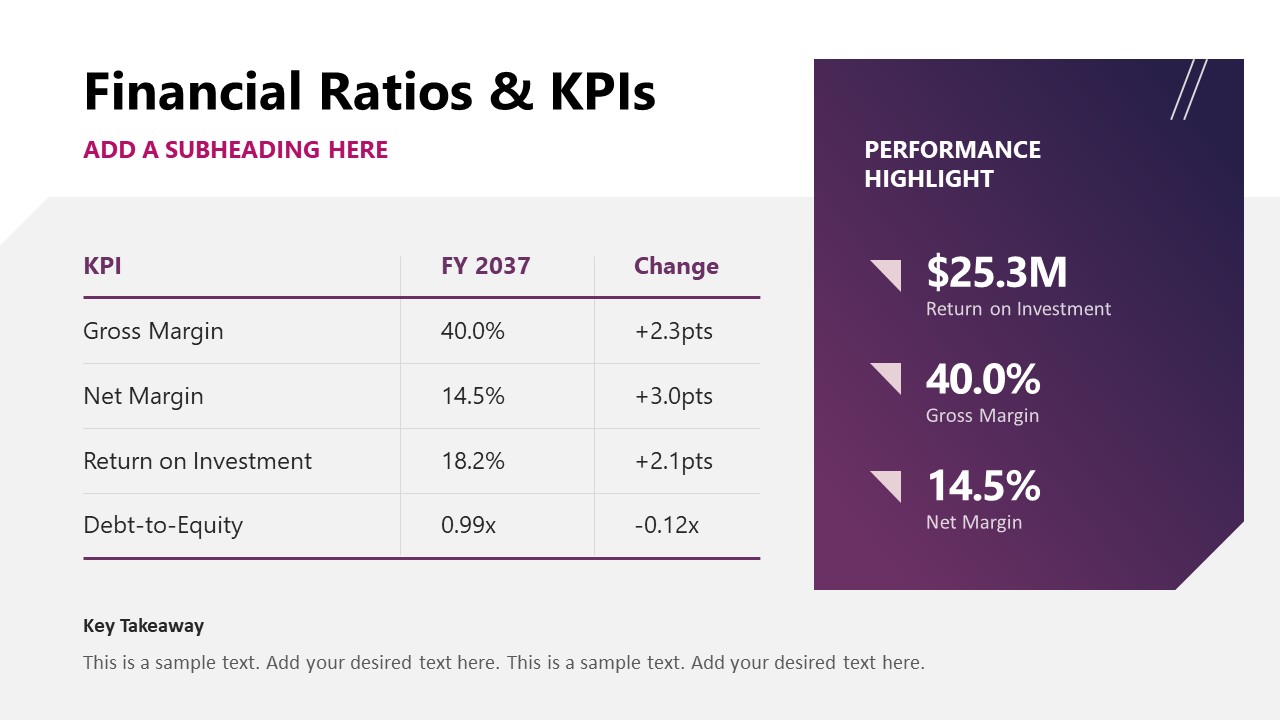 Financial Ratios & KPIs
ADD A SUBHEADING HERE
KPI FY 2037 Change
Gross Margin 40.0% +2.3pts
Net Margin 14.5% +3.0pts
Return on Investment 18.2% +2.1pts
Debt-to-Equity 0.99x -0.12x
PERFORMANCE
HIGHLIGHT
$25.3M
Return on Investment
40.0%
Gross Margin
14.5%
Net Margin
Key Takeaway
This is a sample text. Add your desired text here. This is a sample text. Add your desired text here.